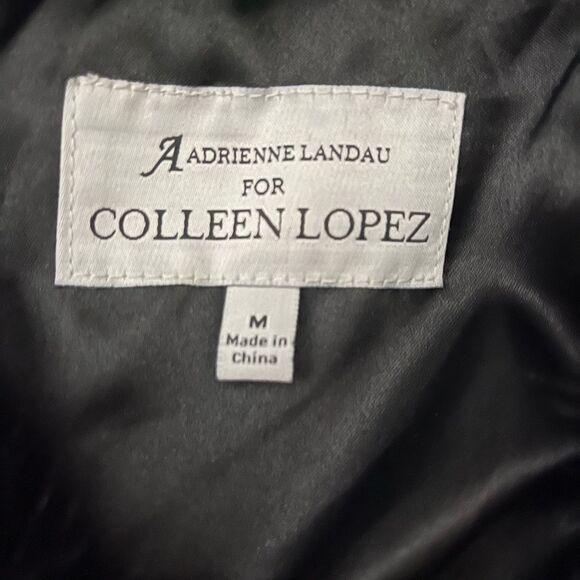 A ADRIENNE LANDAU
FOR
COLLEEN LOPEZ
M
Made in
China